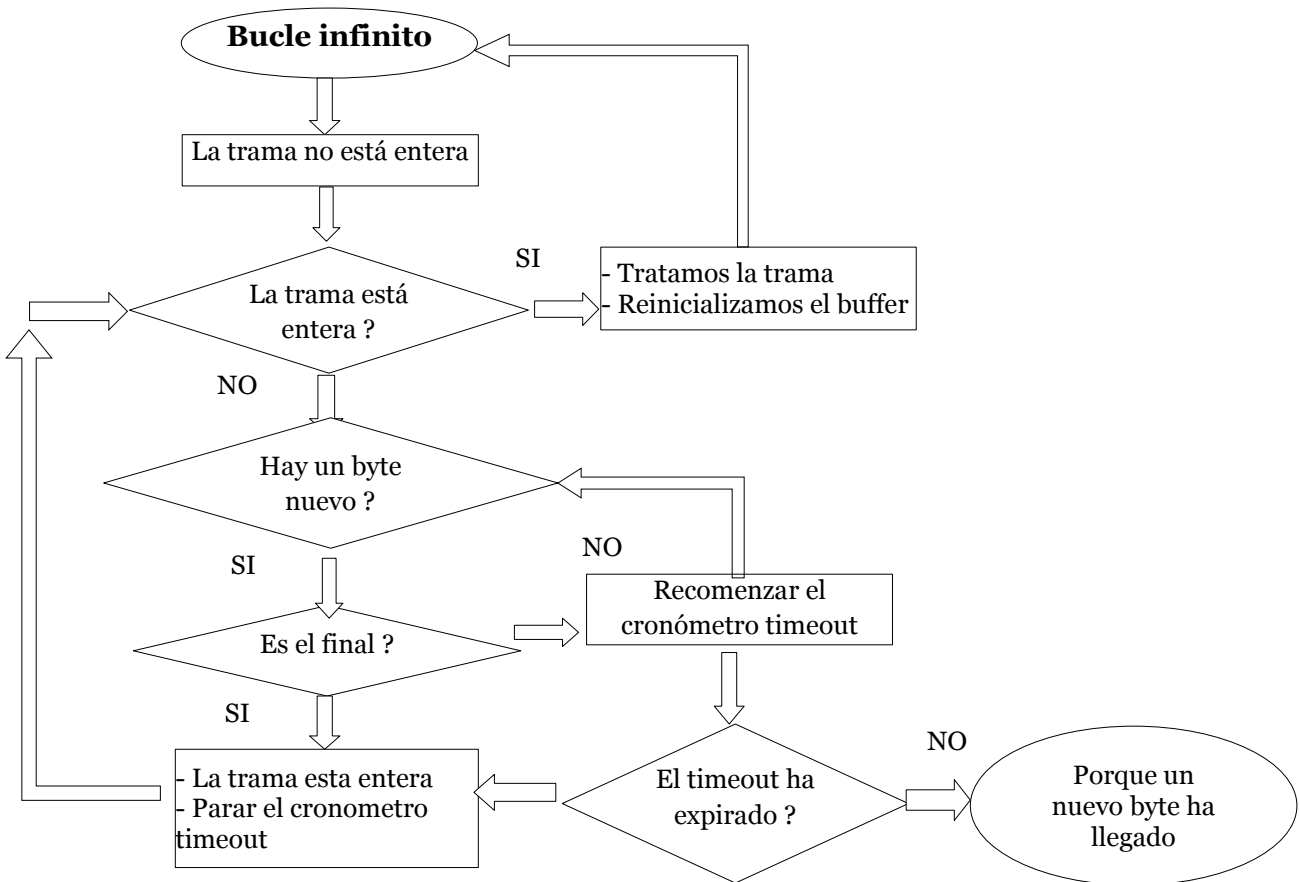 Bucle infinito
La trama no está entera
SI
- Tratamos la trama
- Reinicializamos el buffer
La trama está
entera ?
NO
Hay un byte
nuevo ?
SI
NO
Recomenzar el
cronómetro timeout
Es el final ?
SI
NO
- La trama esta entera
- Parar el cronometro
timeout
El timeout ha
expirado ?
Porque un
nuevo byte ha
llegado